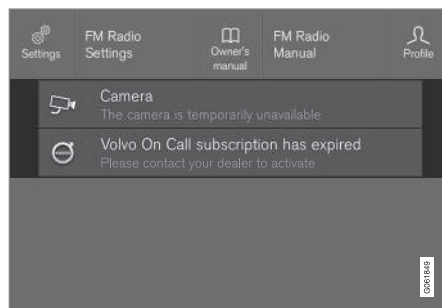 FM Radio
Settings
Settings
Owner's
manual
FM Radio
Manual
Profile
Camera
The camera is temporarily unavailable
Volvo On Call subscription has expired
Please contact your dealer to activate
G061849